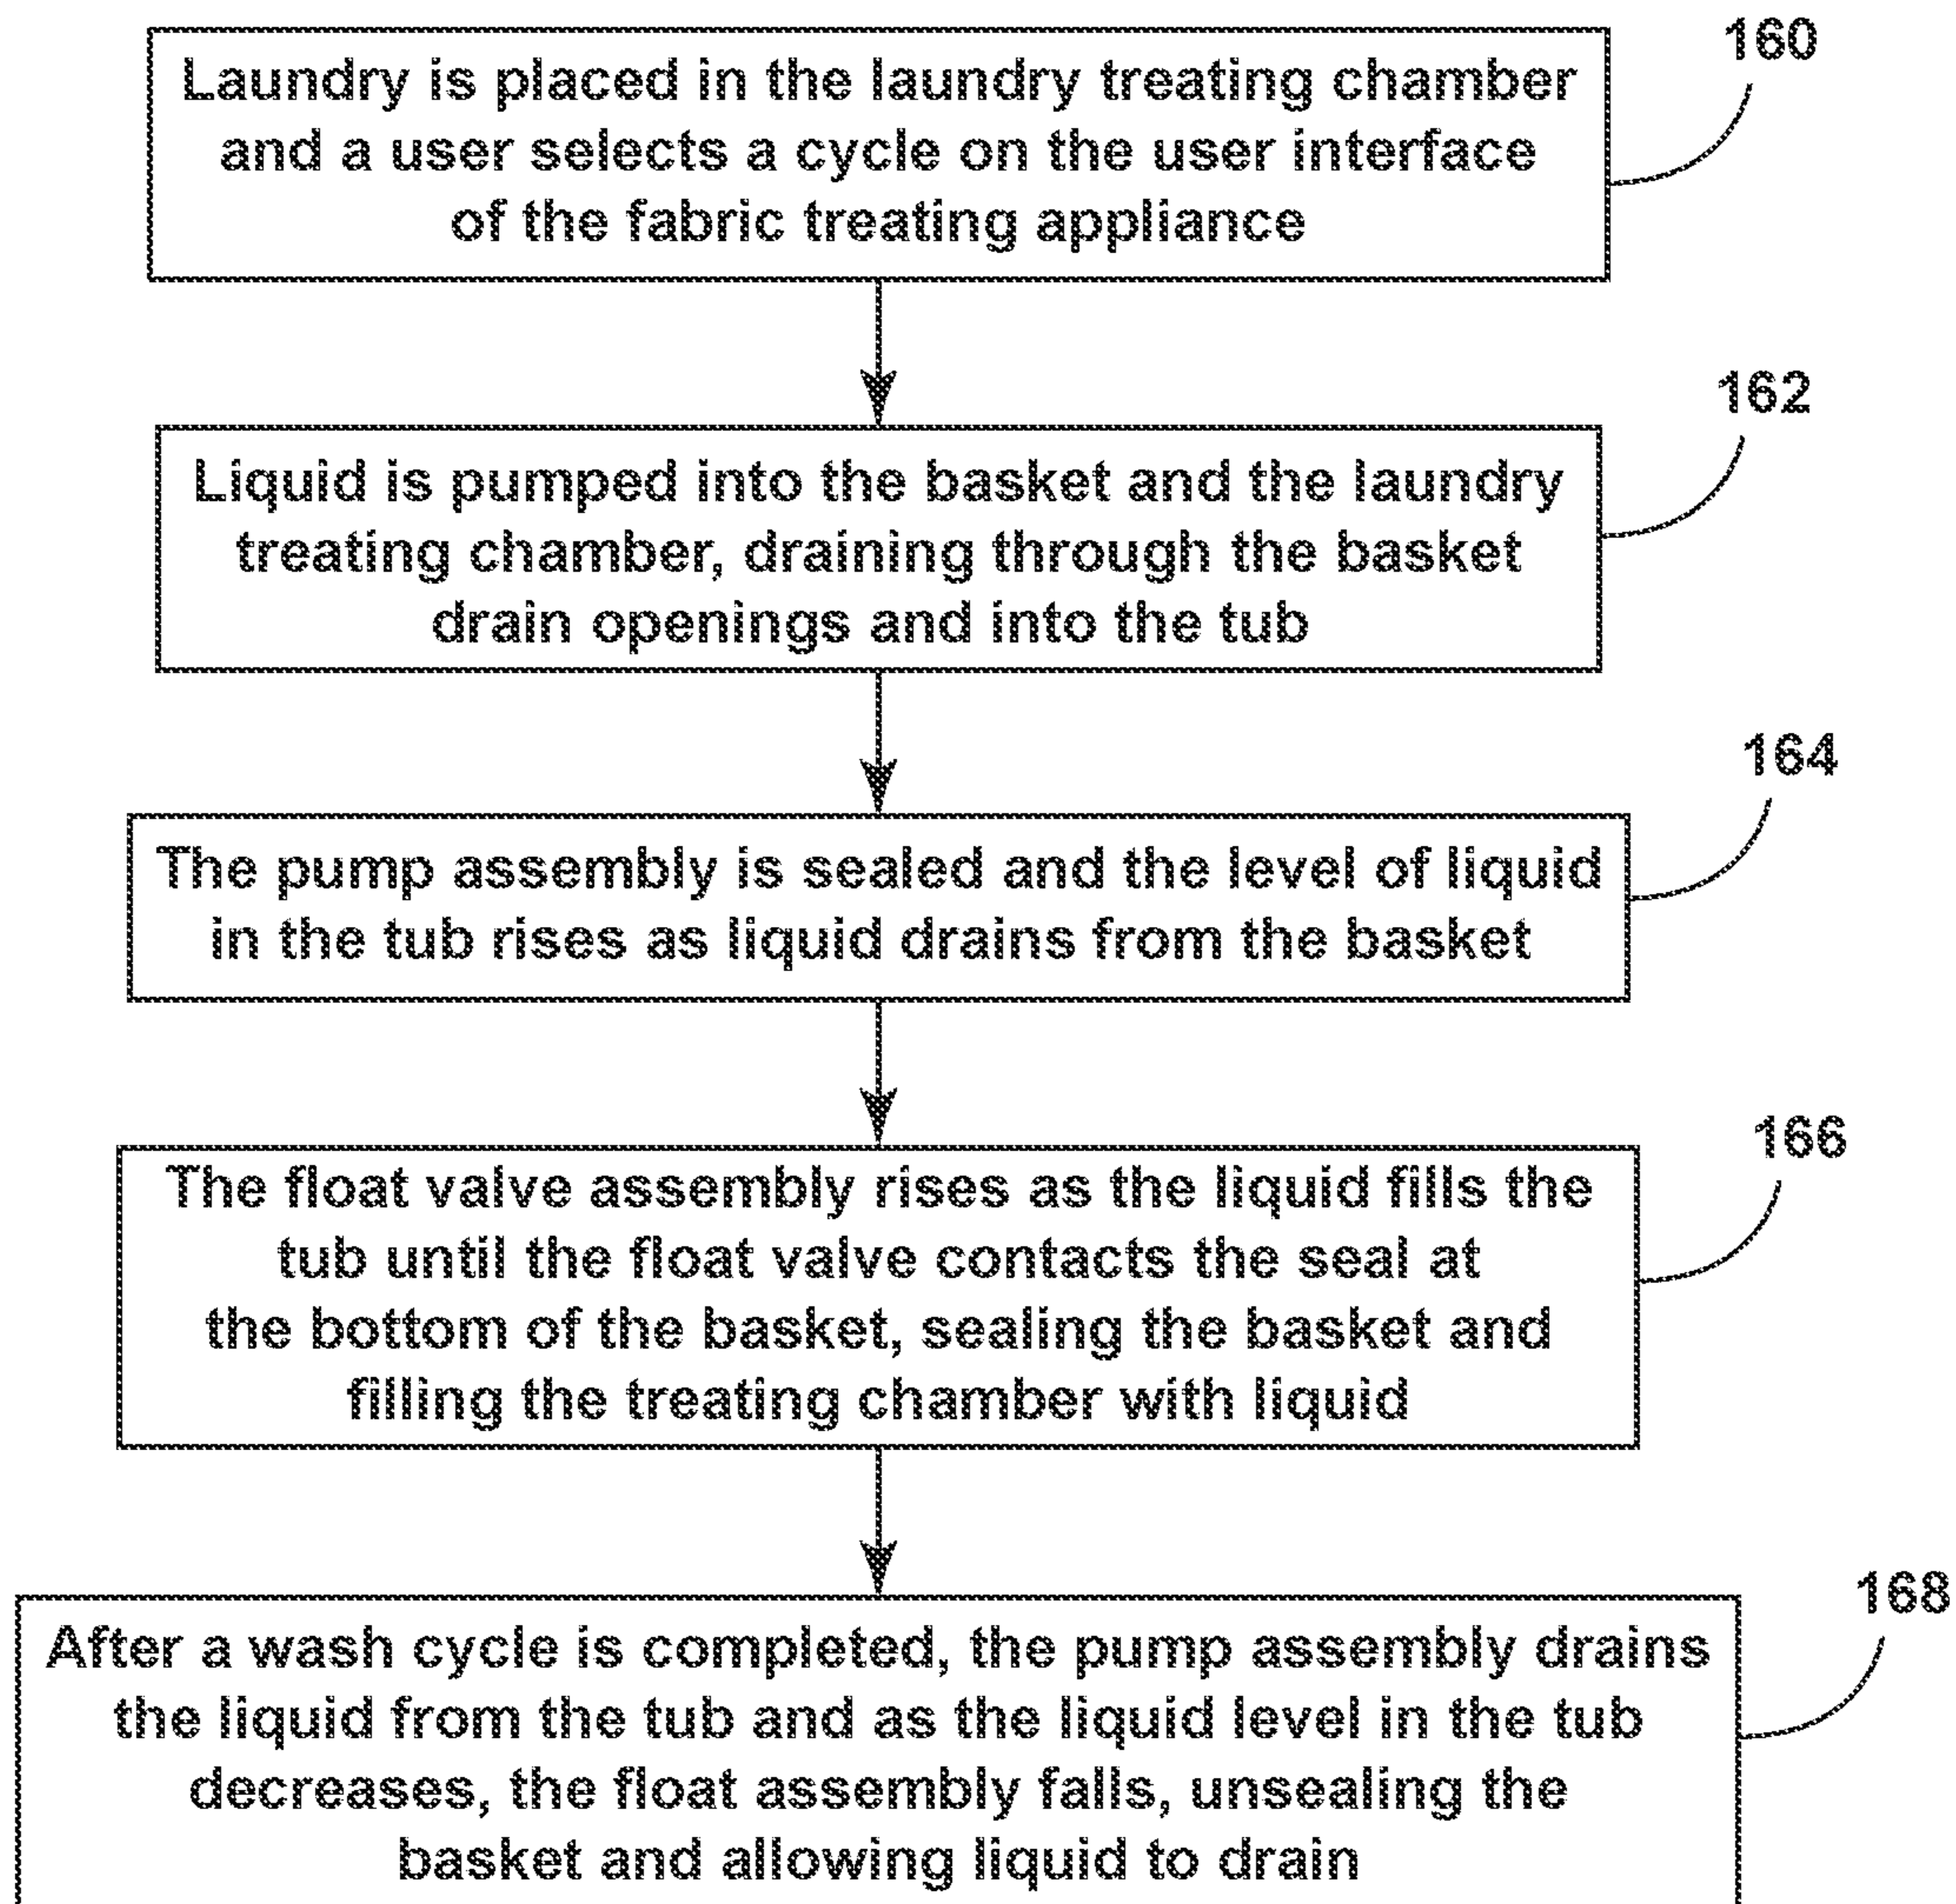 160
Laundry is placed in the laundry treating chamber
and a user selects a cycle on the user interface
of the fabric treating appliance
162
Liquid is pumped into the basket and the laundry
treating chamber, draining through the basket
drain openings and into the tub
164
The pump assembly is sealed and the level of liquid
in the tub rises as liquid drains from the basket
166
The float valve assembly rises as the liquid fills the
tub until the float valve contacts the seal at
the bottom of the basket, sealing the basket and
filling the treating chamber with liquid
168
After a wash cycle is completed, the pump assembly drains
the liquid from the tub and as the liquid level in the tub
decreases, the float assembly falls, unsealing the
basket and allowing liquid to drain